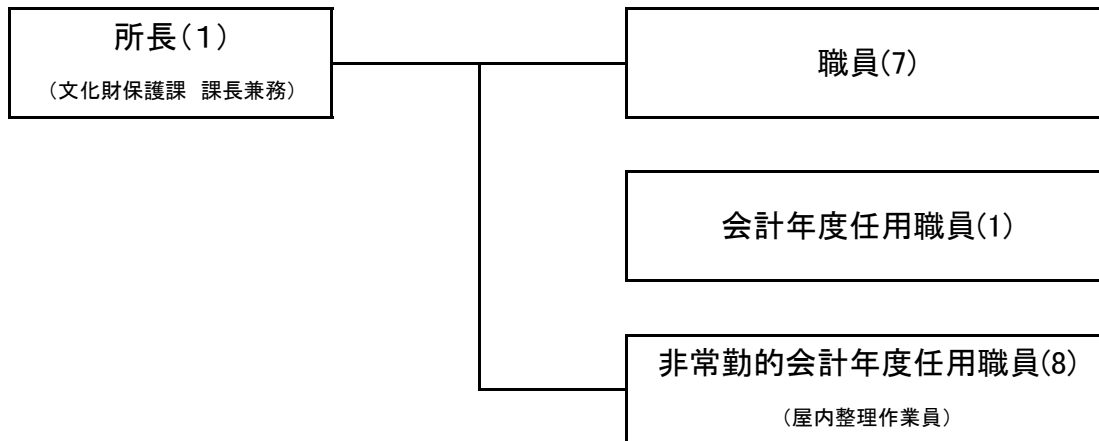 所長(１)
(文化財保護課　課長兼務)
職員(7)
会計年度任用職員(1)
非常勤的会計年度任用職員(8)
(屋内整理作業員)